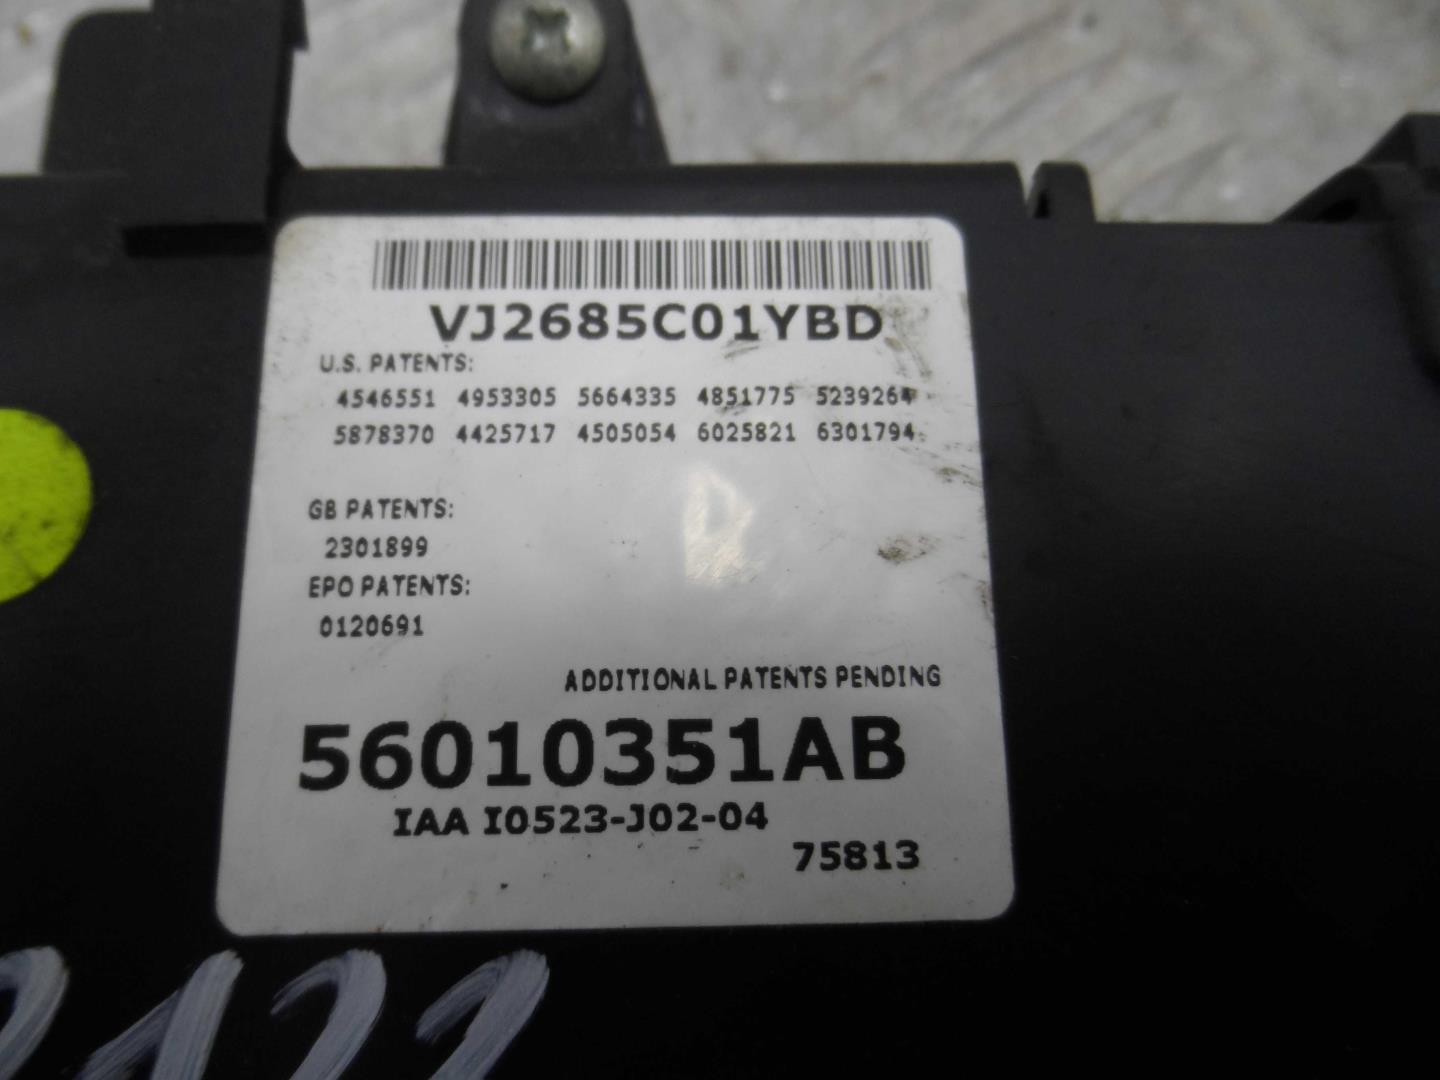 VJ2685C01YBD
U.S. PATENTS:
4546551 4953305 5664335 4851775 5239264
5878370 4425717 4505054 6025821 6301794
GB PATENTS:
2301899
EPO PATENTS:
0120691
ADDITIONAL PATENTS PENDING
56010351AB
IAA I0523-J02-04
75813